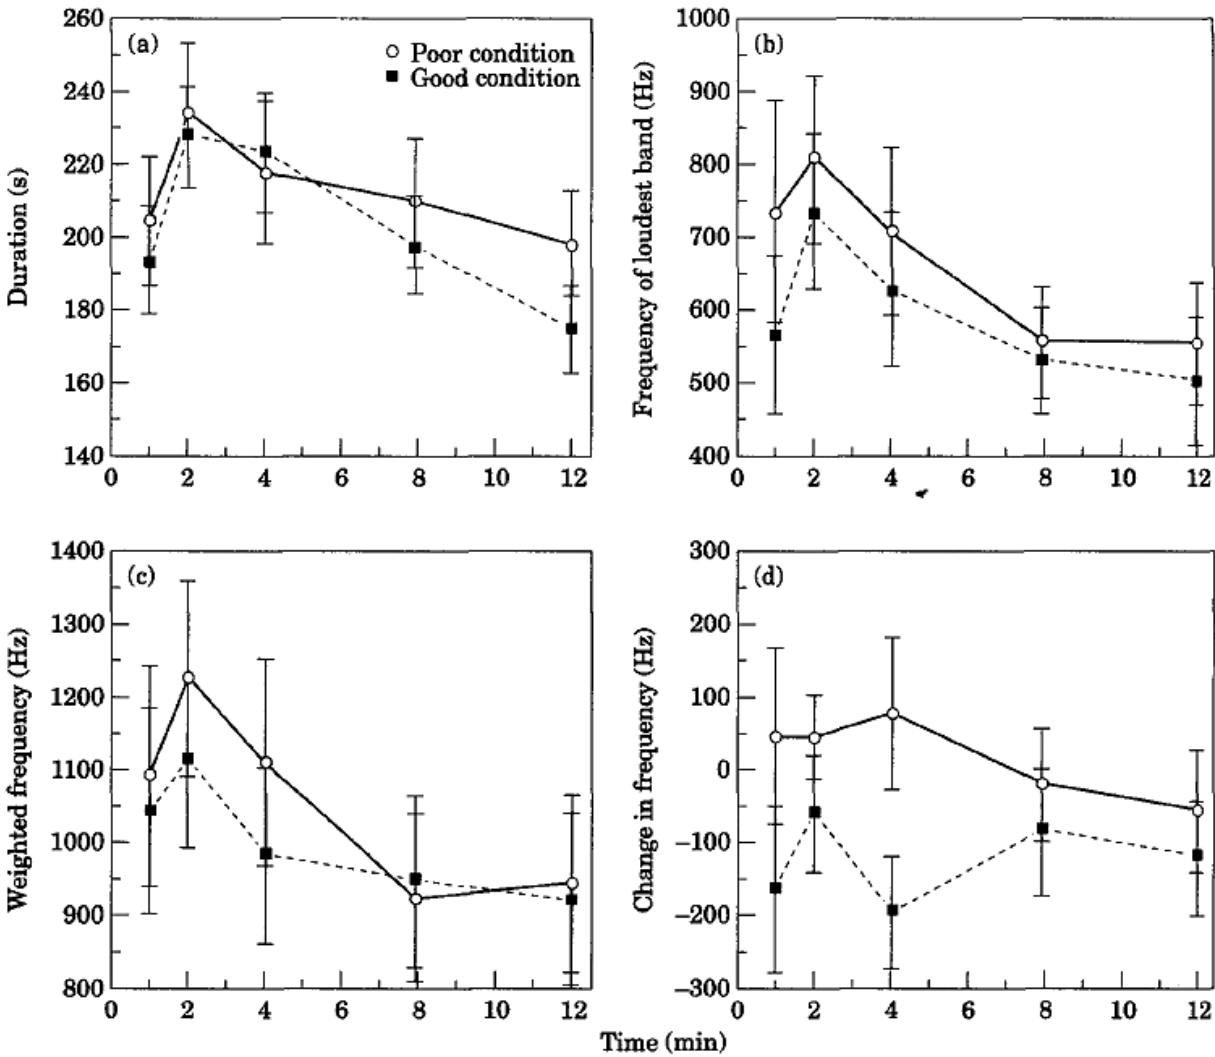 (a)
Poor condition
Good condition
Duration (s)
260
240
220
200
180
160
140
0 2 4 6 8 10 12
(b)
Frequency of loudest band (Hz)
1000
900
800
700
600
500
400
0 2 4 6 8 10 12
(c)
Weighted frequency (Hz)
1400
1300
1200
1100
1000
900
800
0 2 4 6 8 10 12
(d)
Change in frequency (Hz)
300
200
100
0
−100
−200
−300
0 2 4 6 8 10 12
Time (min)